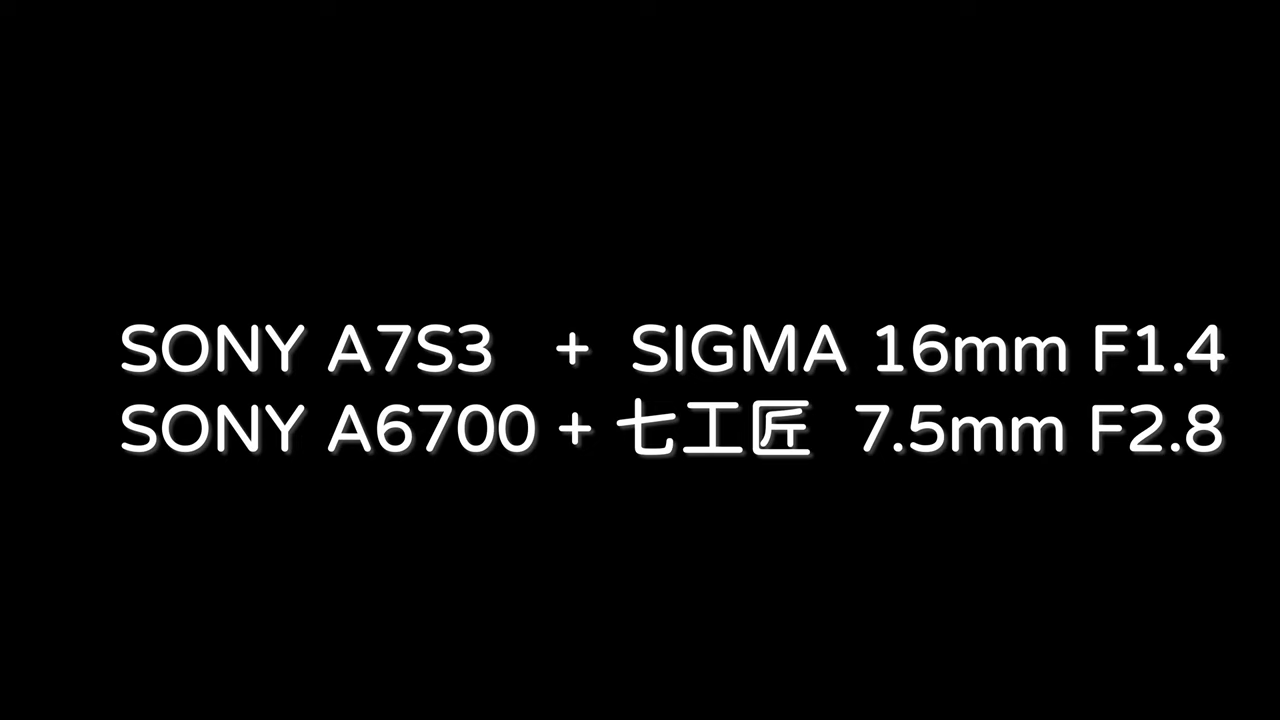 SONY A7S3 + SIGMA 16mm F1.4
SONY A6700 + 七工匠 7.5mm F2.8